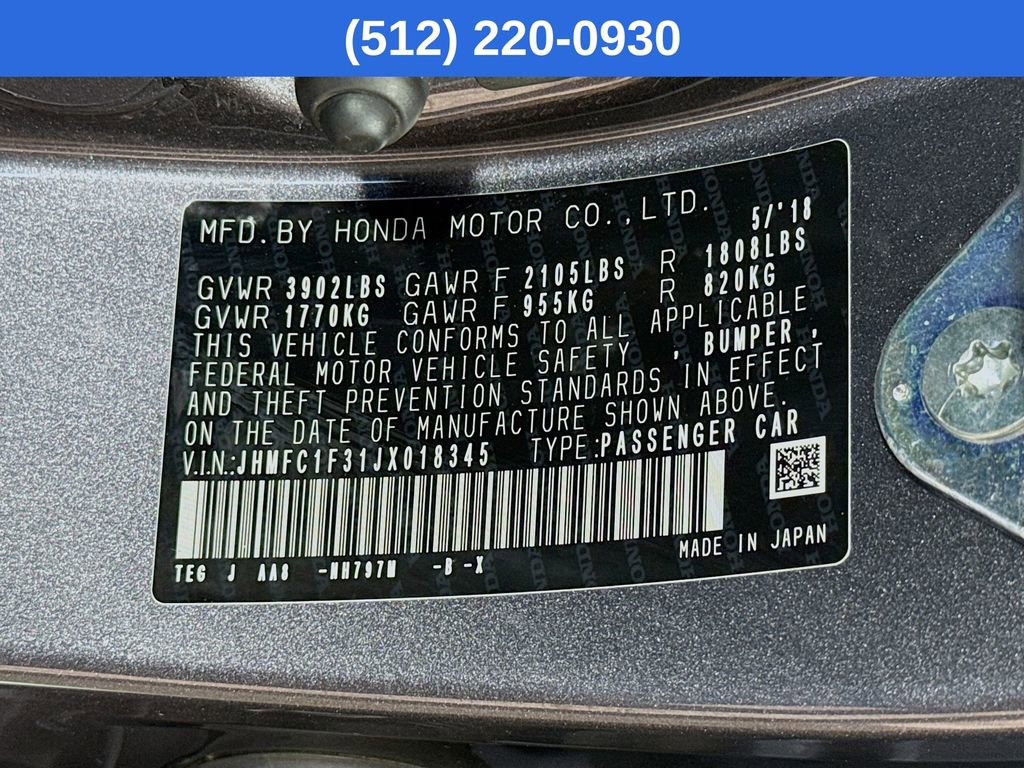 (512) 220-0930
MFD. BY HONDA MOTOR CO., LTD. 5/'18
GVWR 3902LBS GAWR F 2105LBS R 1808LBS
GVWR 1770KG GAWR F 955KG R 820KG
THIS VEHICLE CONFORMS TO ALL APPLICABLE
FEDERAL MOTOR VEHICLE SAFETY , BUMPER ,
AND THEFT PREVENTION STANDARDS IN EFFECT
ON THE DATE OF MANUFACTURE SHOWN ABOVE.
V.I.N.:JHMFC1F31JX018345 TYPE:PASSENGER CAR
MADE IN JAPAN
TEG J AA8 -NH797M -B -X